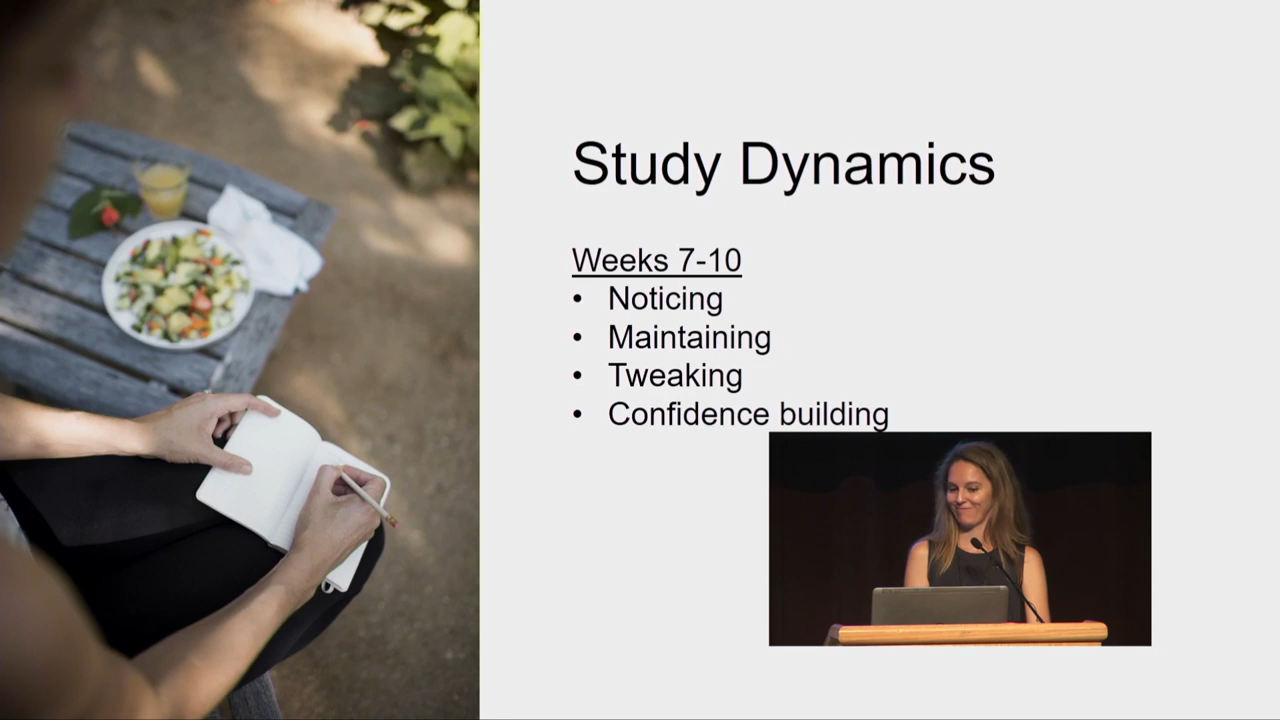 Study Dynamics
Weeks 7-10
• Noticing
• Maintaining
• Tweaking
• Confidence building